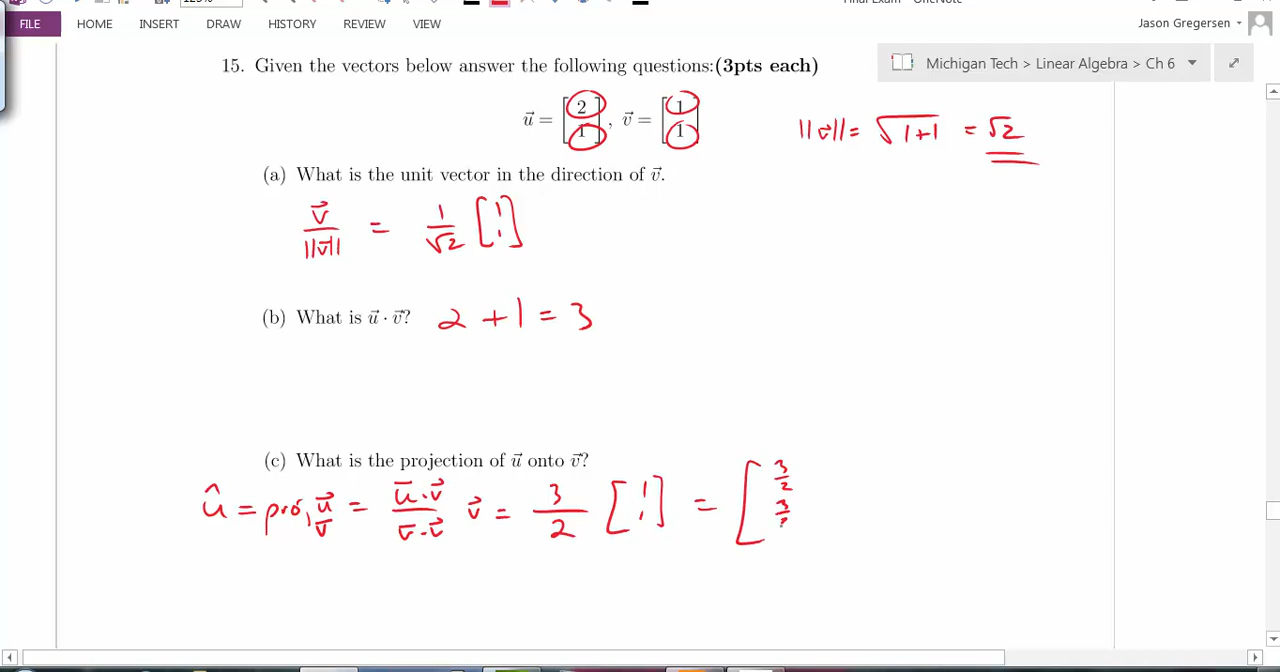 FILE HOME INSERT DRAW HISTORY REVIEW VIEW
Jason Gregersen
Michigan Tech > Linear Algebra > Ch 6
15. Given the vectors below answer the following questions:(3pts each)
u⃗ = [2 1], v⃗ = [1 1]
||v⃗|| = √1+1 = √2
(a) What is the unit vector in the direction of v⃗.
v⃗/||v⃗|| = 1/√2 [1 1]
(b) What is u⃗ · v⃗? 2 + 1 = 3
(c) What is the projection of u⃗ onto v⃗?
û = proj u⃗ v⃗ = u⃗·v⃗/v⃗·v⃗ v⃗ = 3/2 [1 1] = [3/2 3/